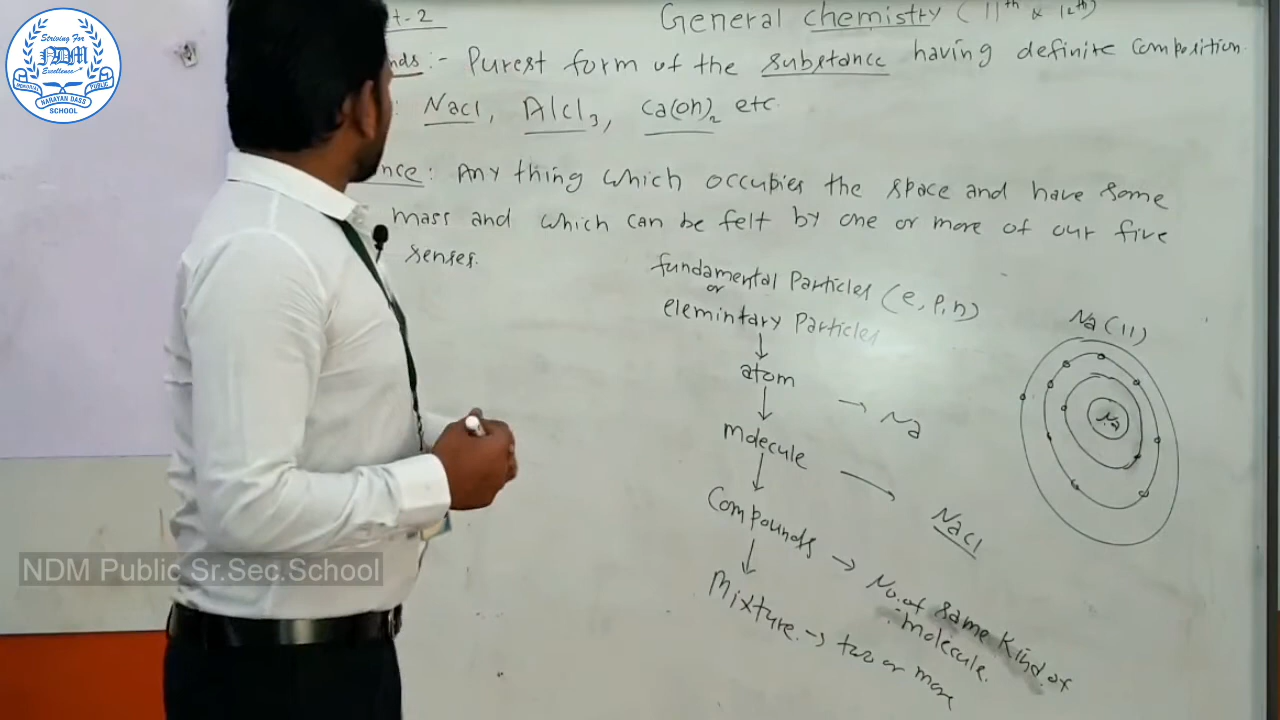 Striving For
NDM
Excellence
MEMORIAL PUBLIC
NARAYAN DASS
SCHOOL
t-2
General chemistry (11th & 12th)
nds :- Purest form of the substance having definite composition
: Nacl, Alcl3, Ca(oh)2 etc.
nce : Any thing which occupies the space and have some
mass and which can be felt by one or more of our five
senses.
fundamental Particles (e, p, n)
or
elemintary Particles
Na (11)
↓
atom
→ Na
Na
↓
molecule
→ Nacl
↓
Compounds → No. of same kind of
molecule.
↓
Mixture. → two or more
NDM Public Sr.Sec.School